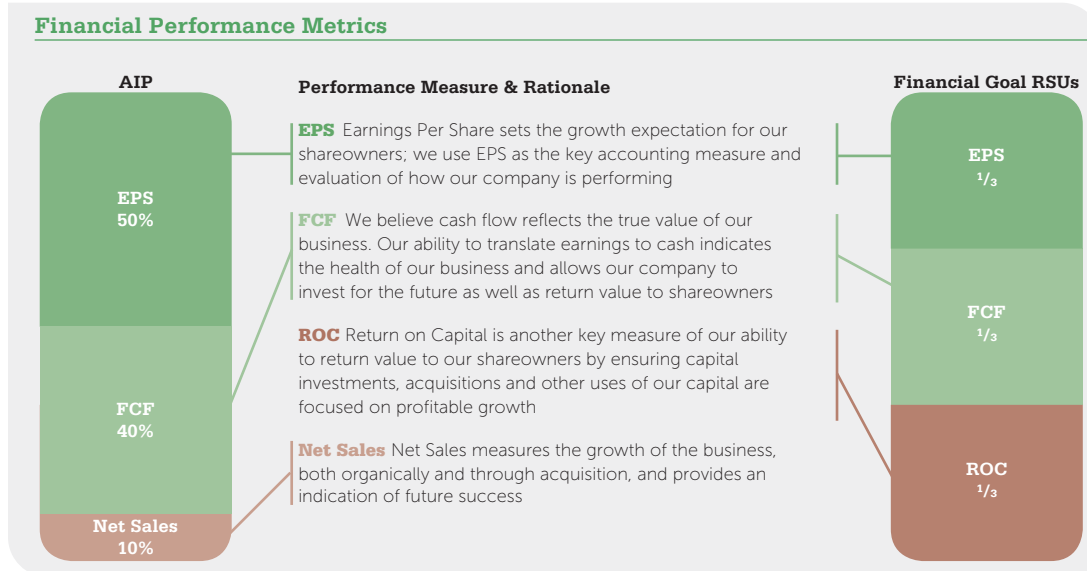 Financial Performance Metrics
AIP
EPS
50%
FCF
40%
Net Sales
10%
Performance Measure & Rationale
EPS Earnings Per Share sets the growth expectation for our
shareowners; we use EPS as the key accounting measure and
evaluation of how our company is performing
FCF We believe cash flow reflects the true value of our
business. Our ability to translate earnings to cash indicates
the health of our business and allows our company to
invest for the future as well as return value to shareowners
ROC Return on Capital is another key measure of our ability
to return value to our shareowners by ensuring capital
investments, acquisitions and other uses of our capital are
focused on profitable growth
Net Sales Net Sales measures the growth of the business,
both organically and through acquisition, and provides an
indication of future success
Financial Goal RSUs
EPS
1/3
FCF
1/3
ROC
1/3